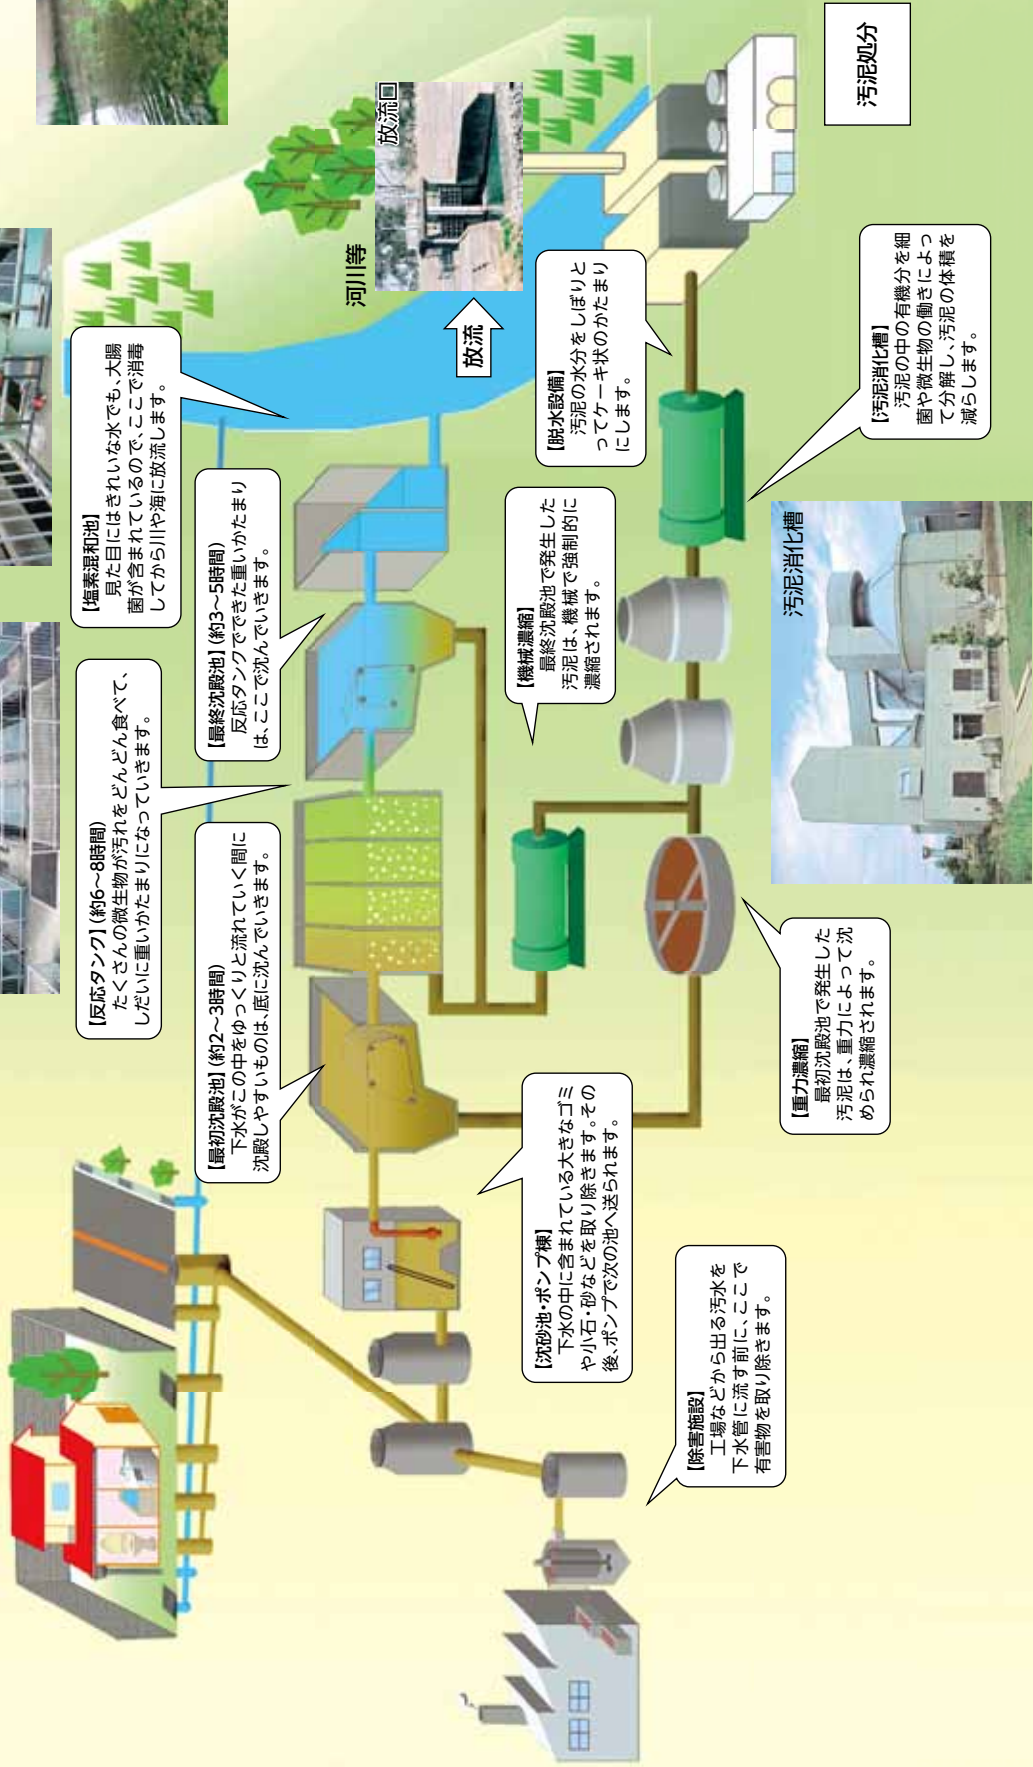 【塩素混和池】
見た目にはきれいな水でも、大腸
菌が含まれているので、ここで消毒
してから川や海に放流します。
【反応タンク】(約6～8時間)
たくさんの微生物が汚れをどんどん食べて、
しだいに重いかたまりになっていきます。
【最終沈殿池】(約3～5時間)
反応タンクでできた重いかたまり
は、ここで沈んでいきます。
【最初沈殿池】(約2～3時間)
下水がこの中をゆっくりと流れていく間に
沈殿しやすいものは、底に沈んでいきます。
河川等
放流口
放流
【脱水設備】
汚泥の水分をしぼりと
ってケーキ状のかたまり
にします。
【機械濃縮】
最終沈殿池で発生した
汚泥は、機械で強制的に
濃縮されます。
【沈砂池・ポンプ棟】
下水の中に含まれている大きなゴミ
や小石・砂などを取り除きます。その
後、ポンプで次の池へ送られます。
【除害施設】
工場などから出る汚水を
下水管に流す前に、ここで
有害物を取り除きます。
【重力濃縮】
最初沈殿池で発生した
汚泥は、重力によって沈
められ濃縮されます。
汚泥消化槽
【汚泥消化槽】
汚泥の中の有機分を細
菌や微生物の働きによっ
て分解し、汚泥の体積を
減らします。
汚泥処分